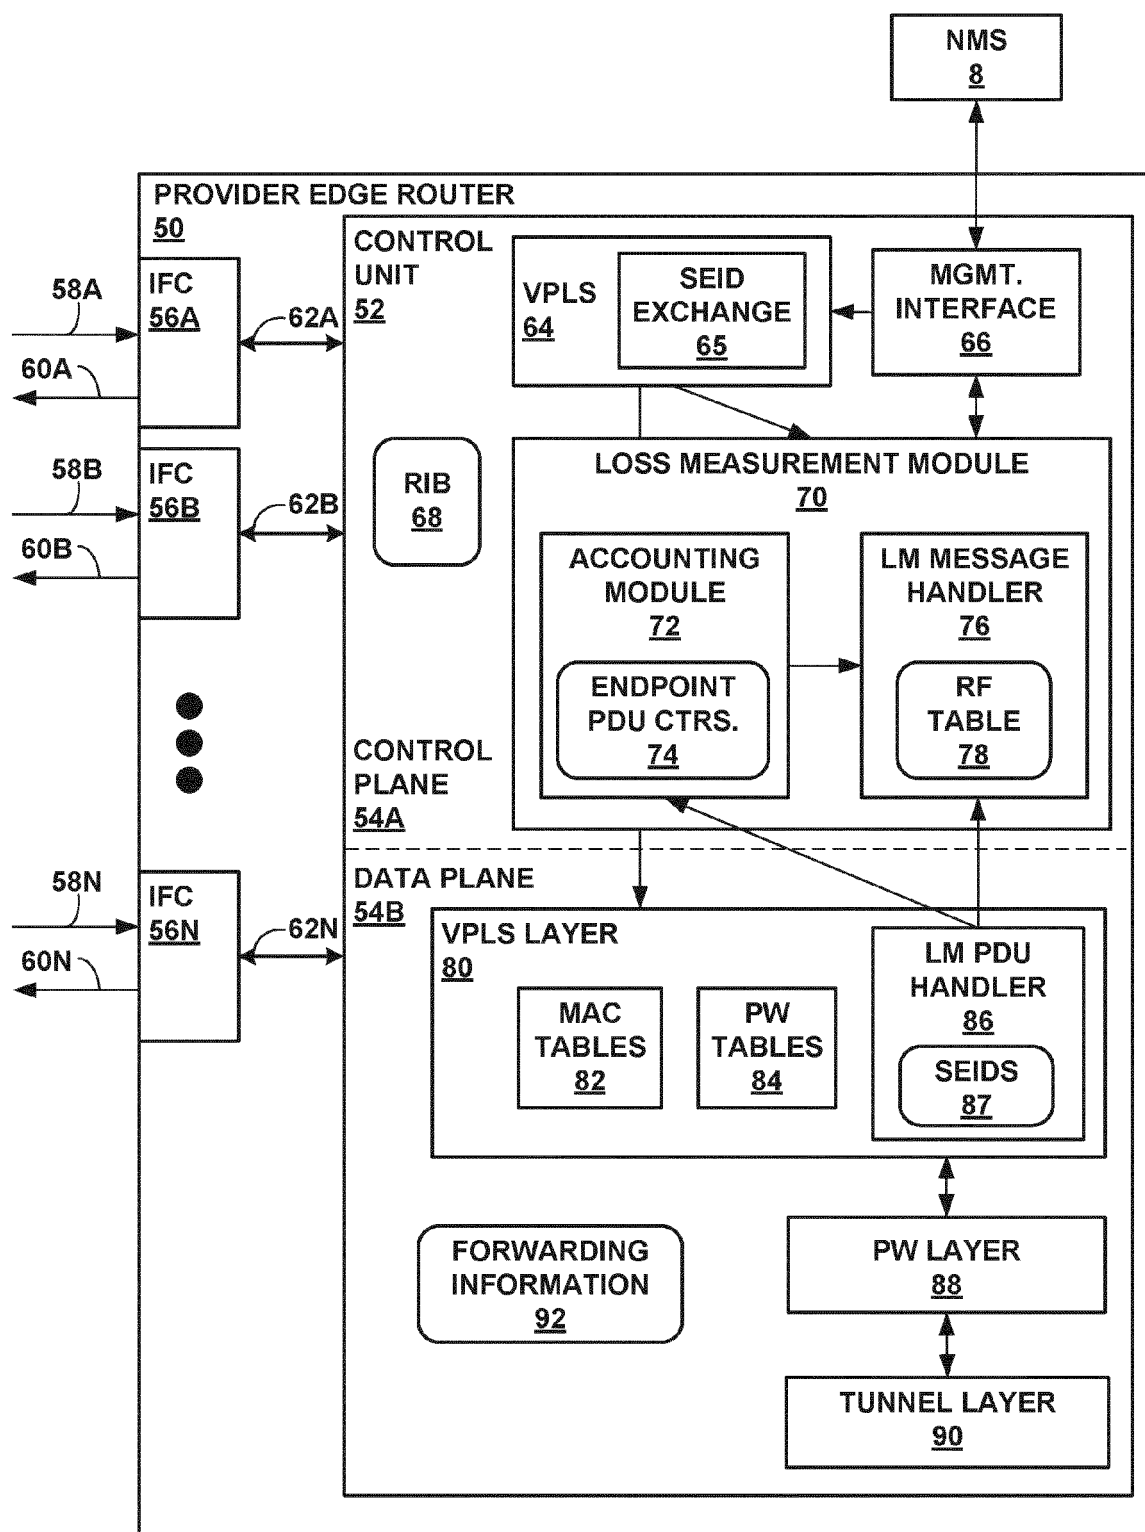 NMS
8
PROVIDER EDGE ROUTER
50
CONTROL
UNIT
52
VPLS
64
SEID
EXCHANGE
65
MGMT.
INTERFACE
66
58A
IFC
56A
62A
60A
RIB
68
LOSS MEASUREMENT MODULE
70
58B
IFC
56B
62B
60B
ACCOUNTING
MODULE
72
ENDPOINT
PDU CTRS.
74
LM MESSAGE
HANDLER
76
RF
TABLE
78
CONTROL
PLANE
54A
DATA PLANE
54B
58N
IFC
56N
62N
60N
VPLS LAYER
80
MAC
TABLES
82
PW
TABLES
84
LM PDU
HANDLER
86
SEIDS
87
FORWARDING
INFORMATION
92
PW LAYER
88
TUNNEL LAYER
90